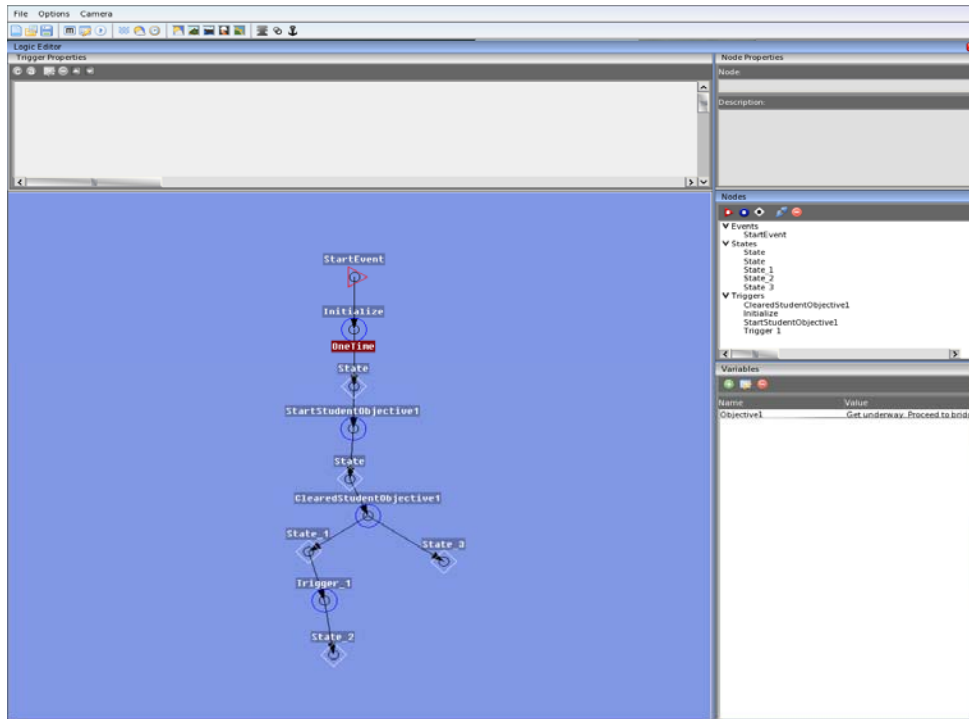 File Options Camera
Logic Editor
Trigger Properties
Node Properties
Node:
Description:
Nodes
Events
StartEvent
States
State
State
State_1
State_2
State_3
Triggers
ClearedStudentObjective1
Initialize
StartStudentObjective1
Trigger_1
Variables
Name Value
Objective1 Get underway. Proceed to brid
StartEvent
Initialize
OneTime
State
StartStudentObjective1
State
ClearedStudentObjective1
State_1
State_3
Trigger_1
State_2